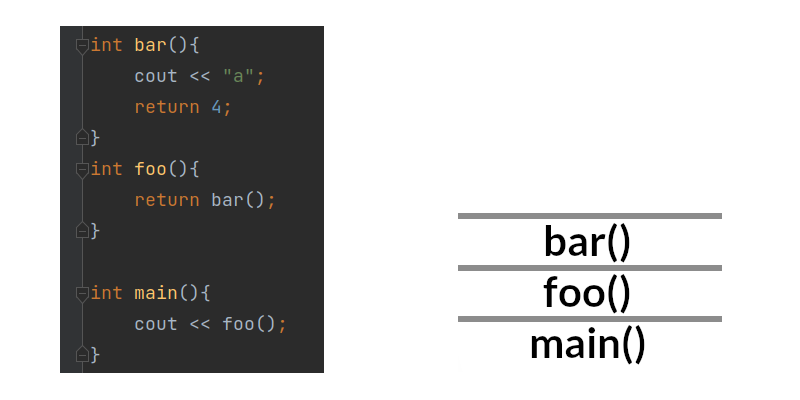 int bar(){
    cout << "a";
    return 4;
}
int foo(){
    return bar();
}
int main(){
    cout << foo();
}
bar()
foo()
main()